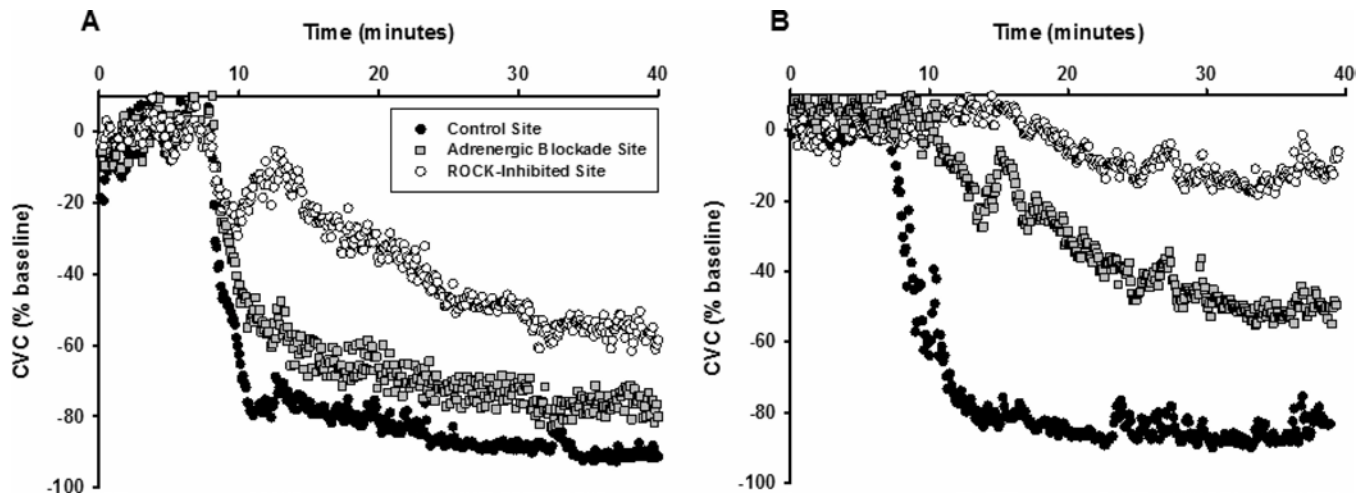 A
Time (minutes)
0 10 20 30 40
CVC (% baseline)
0
-20
-40
-60
-80
-100
Control Site
Adrenergic Blockade Site
ROCK-Inhibited Site
B
Time (minutes)
0 10 20 30 40
CVC (% baseline)
0
-20
-40
-60
-80
-100